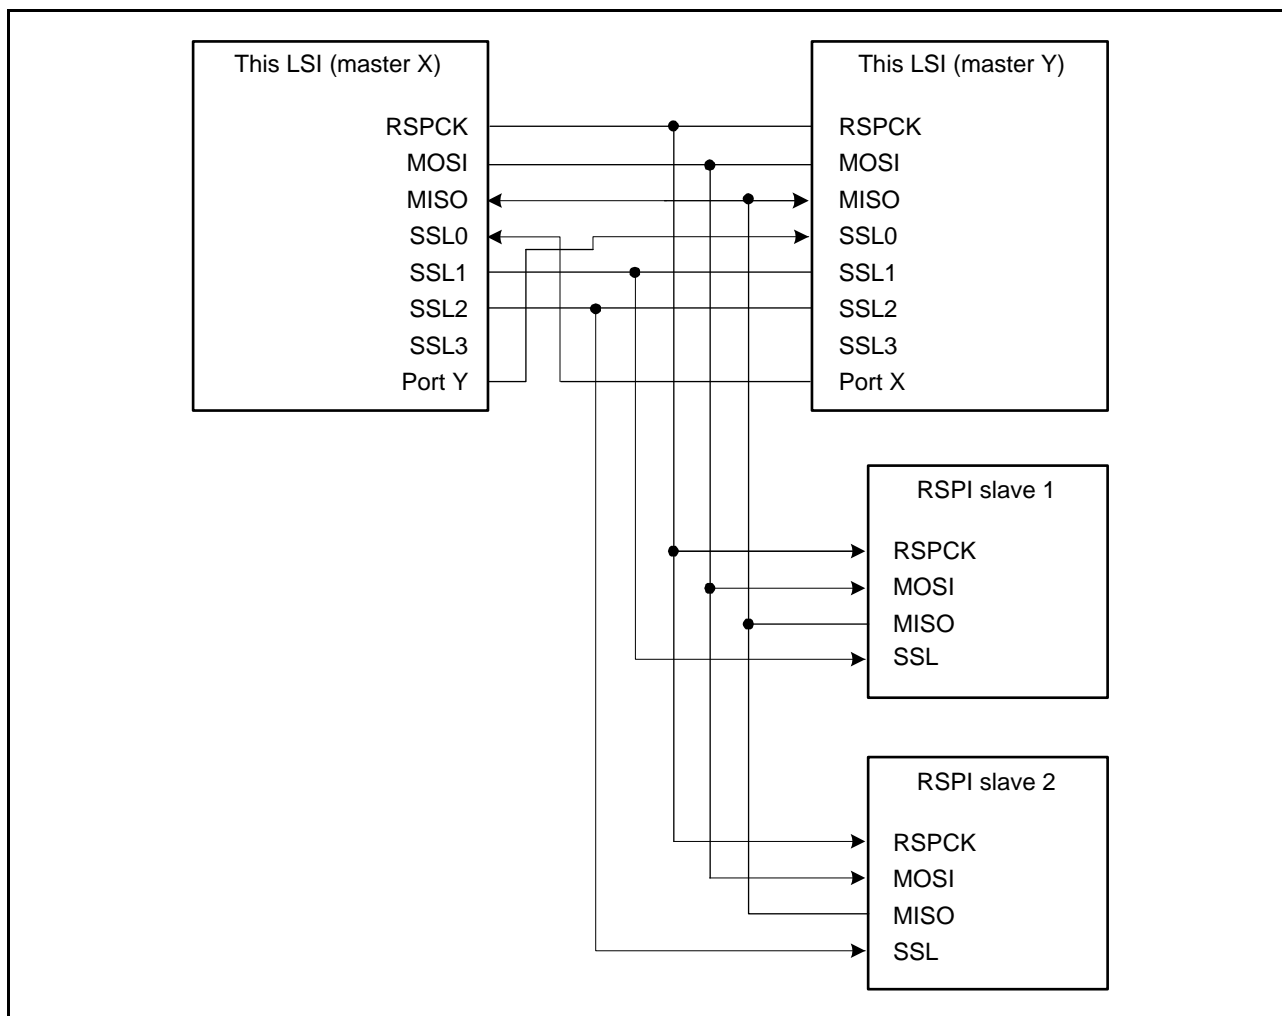 This LSI (master X)
RSPCK
MOSI
MISO
SSL0
SSL1
SSL2
SSL3
Port Y
This LSI (master Y)
RSPCK
MOSI
MISO
SSL0
SSL1
SSL2
SSL3
Port X
RSPI slave 1
RSPCK
MOSI
MISO
SSL
RSPI slave 2
RSPCK
MOSI
MISO
SSL